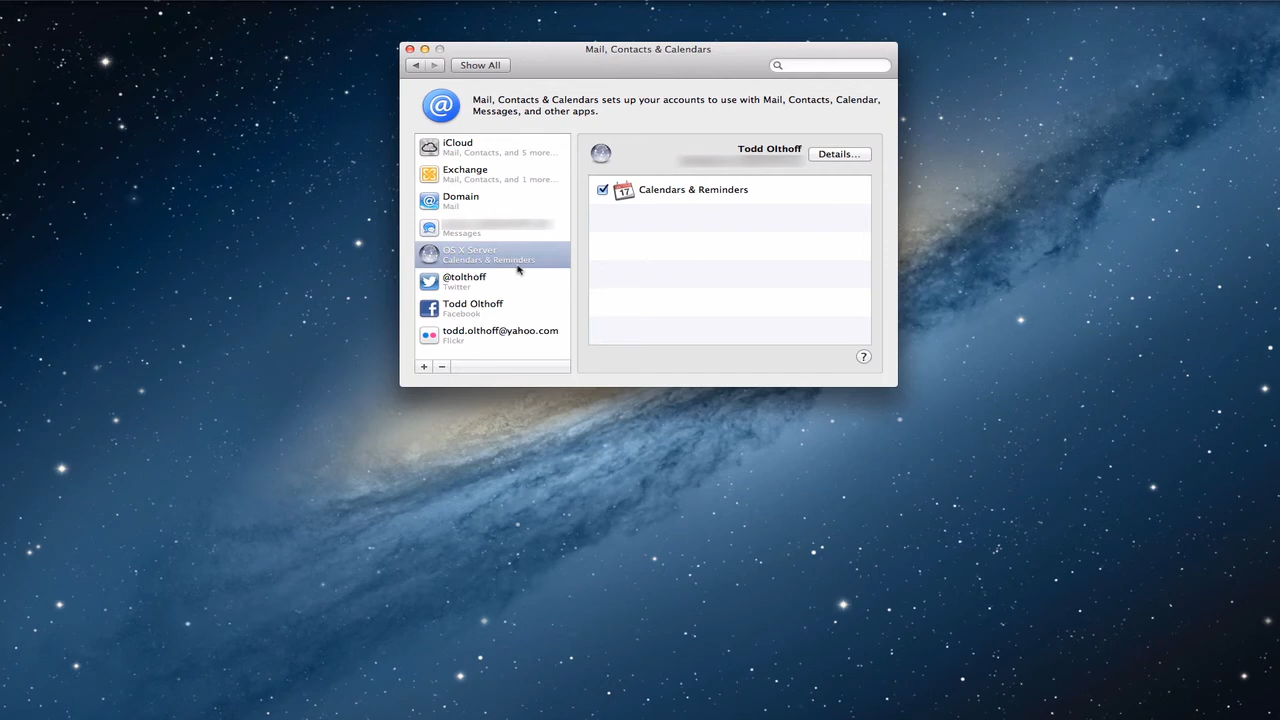 Mail, Contacts & Calendars
Show All
Mail, Contacts & Calendars sets up your accounts to use with Mail, Contacts, Calendar,
Messages, and other apps.
iCloud
Mail, Contacts, and 5 more...
Exchange
Mail, Contacts, and 1 more...
Domain
Mail
Messages
OS X Server
Calendars & Reminders
@tolthoff
Twitter
Todd Olthoff
Facebook
todd.olthoff@yahoo.com
Flickr
+ −
Todd Olthoff
Details...
17 Calendars & Reminders
?